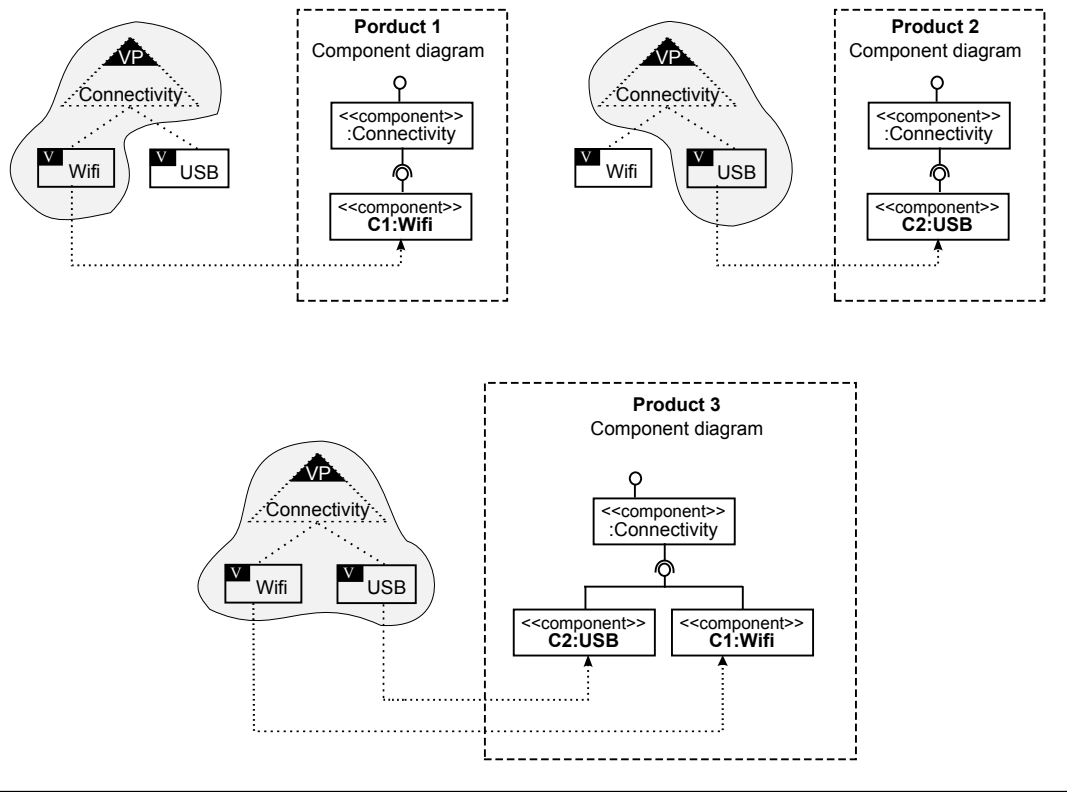 Porduct 1
Component diagram
VP
Connectivity
V
Wifi
V
USB
<<component>>
:Connectivity
<<component>>
C1:Wifi
Product 2
Component diagram
VP
Connectivity
V
Wifi
V
USB
<<component>>
:Connectivity
<<component>>
C2:USB
Product 3
Component diagram
VP
Connectivity
V
Wifi
V
USB
<<component>>
:Connectivity
<<component>>
C2:USB
<<component>>
C1:Wifi